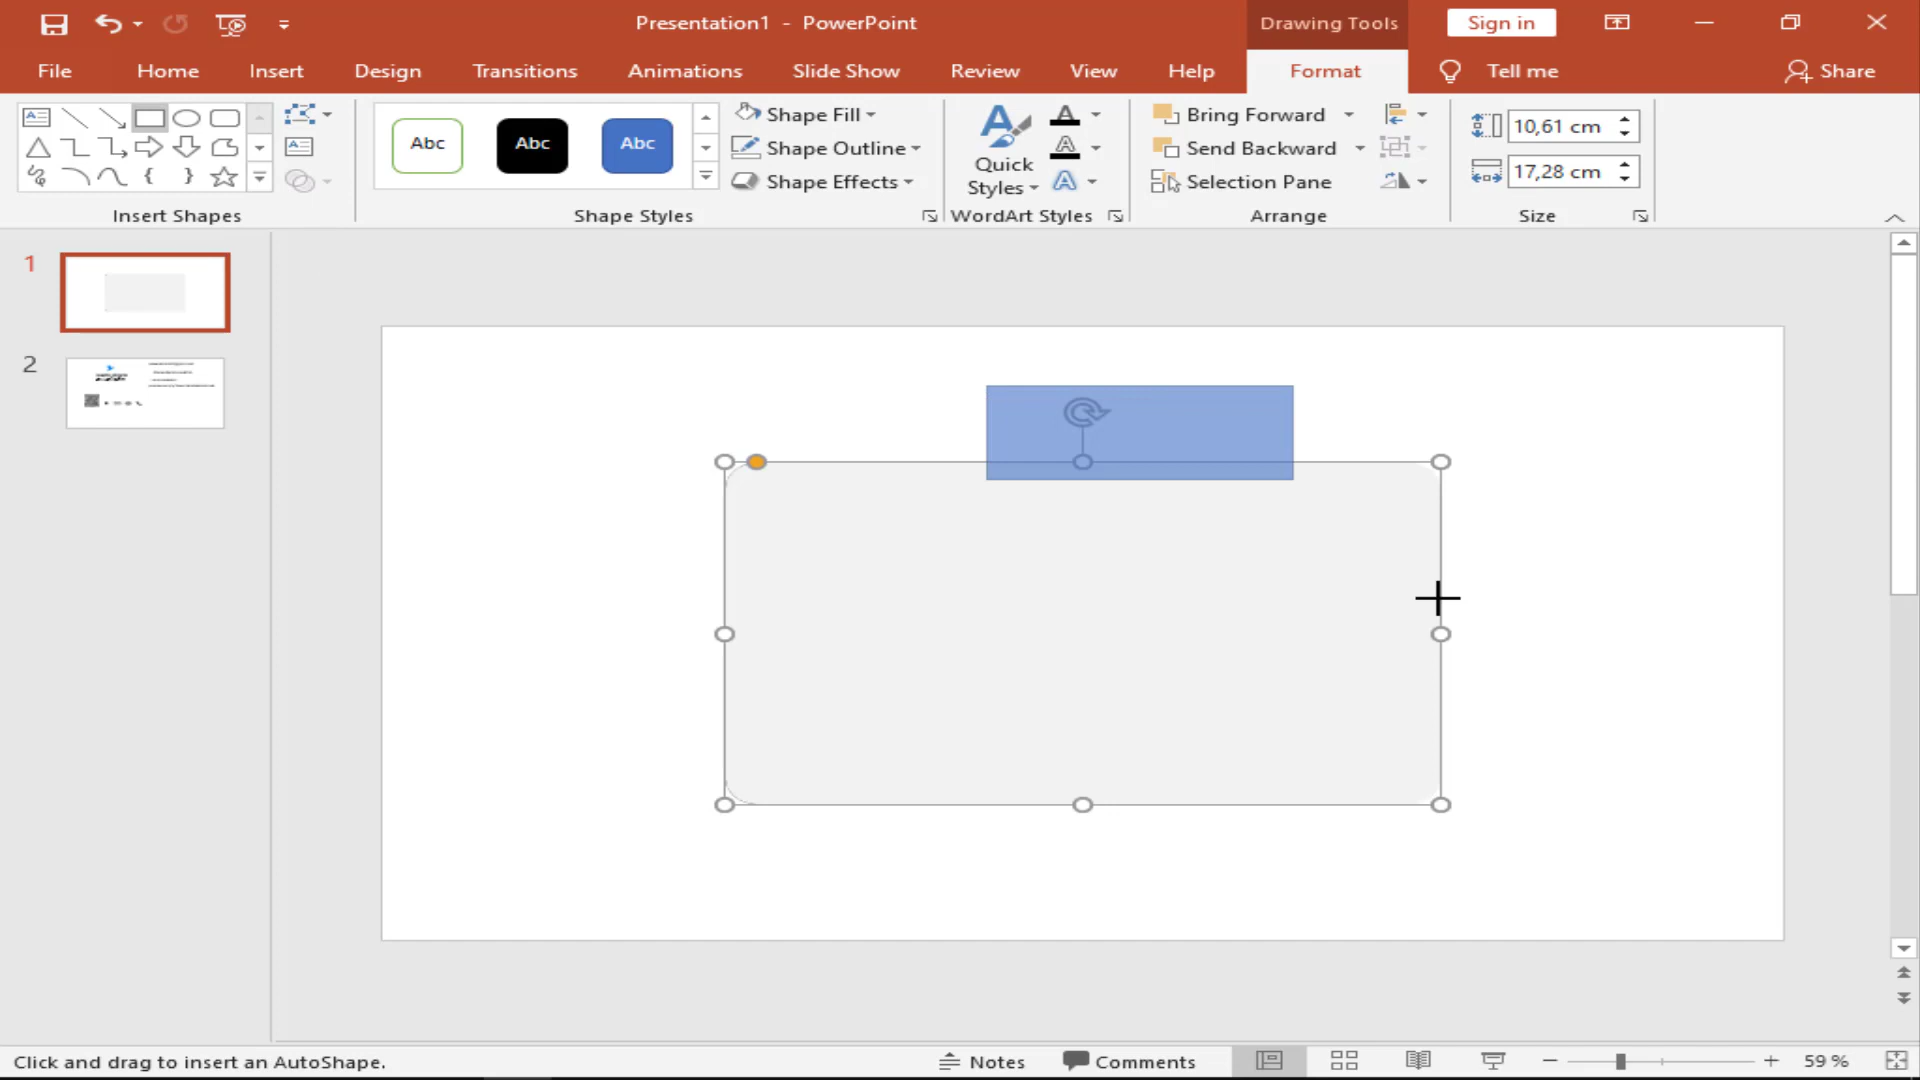 Presentation1 - PowerPoint
Drawing Tools
Sign in
File
Home
Insert
Design
Transitions
Animations
Slide Show
Review
View
Help
Format
Tell me
Share
Abc
Abc
Abc
Shape Fill
Shape Outline
Shape Effects
Quick
Styles
Bring Forward
Send Backward
Selection Pane
10,61 cm
17,28 cm
Insert Shapes
Shape Styles
WordArt Styles
Arrange
Size
1
2
Click and drag to insert an AutoShape.
Notes
Comments
59 %